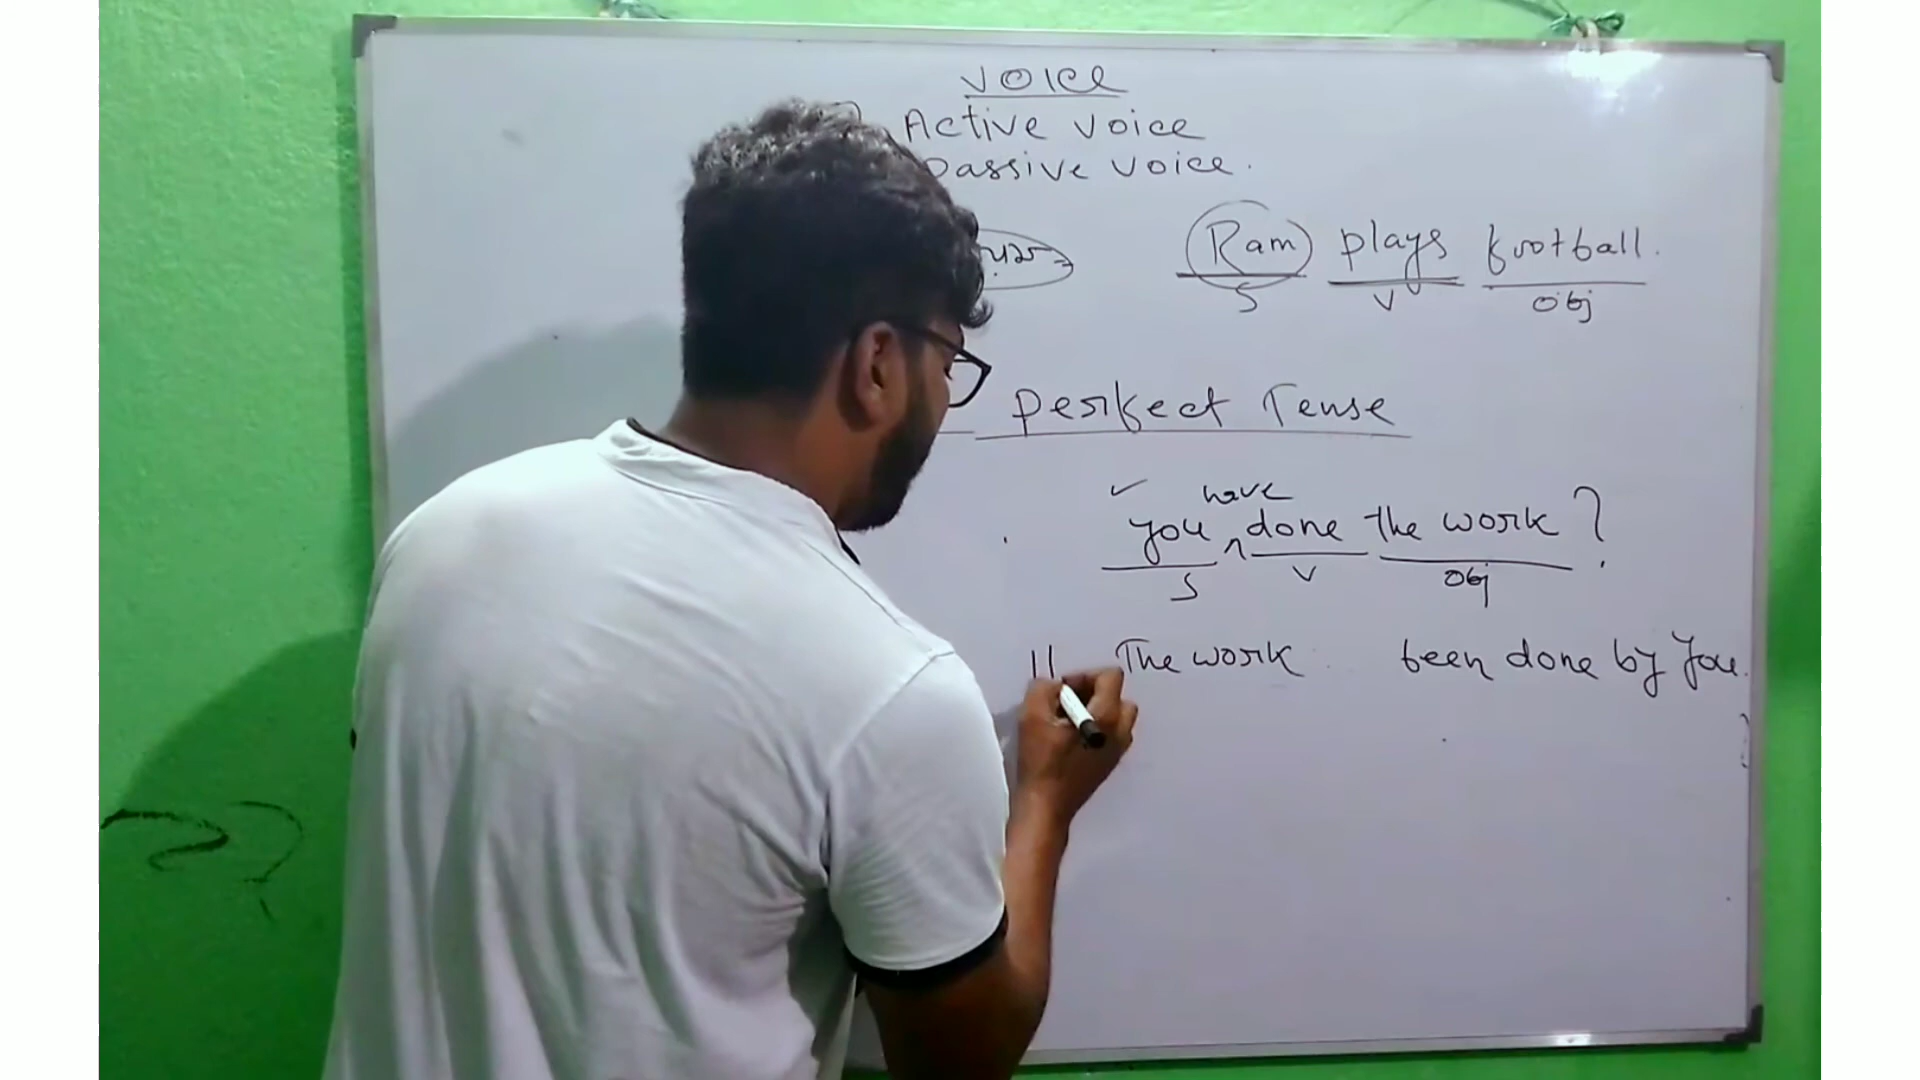 VOICE
Active voice
passive voice.
Ram plays football.
S V obj
perfect Tense
✓ have
you ^ done the work ?
S V obj
The work been done by you.